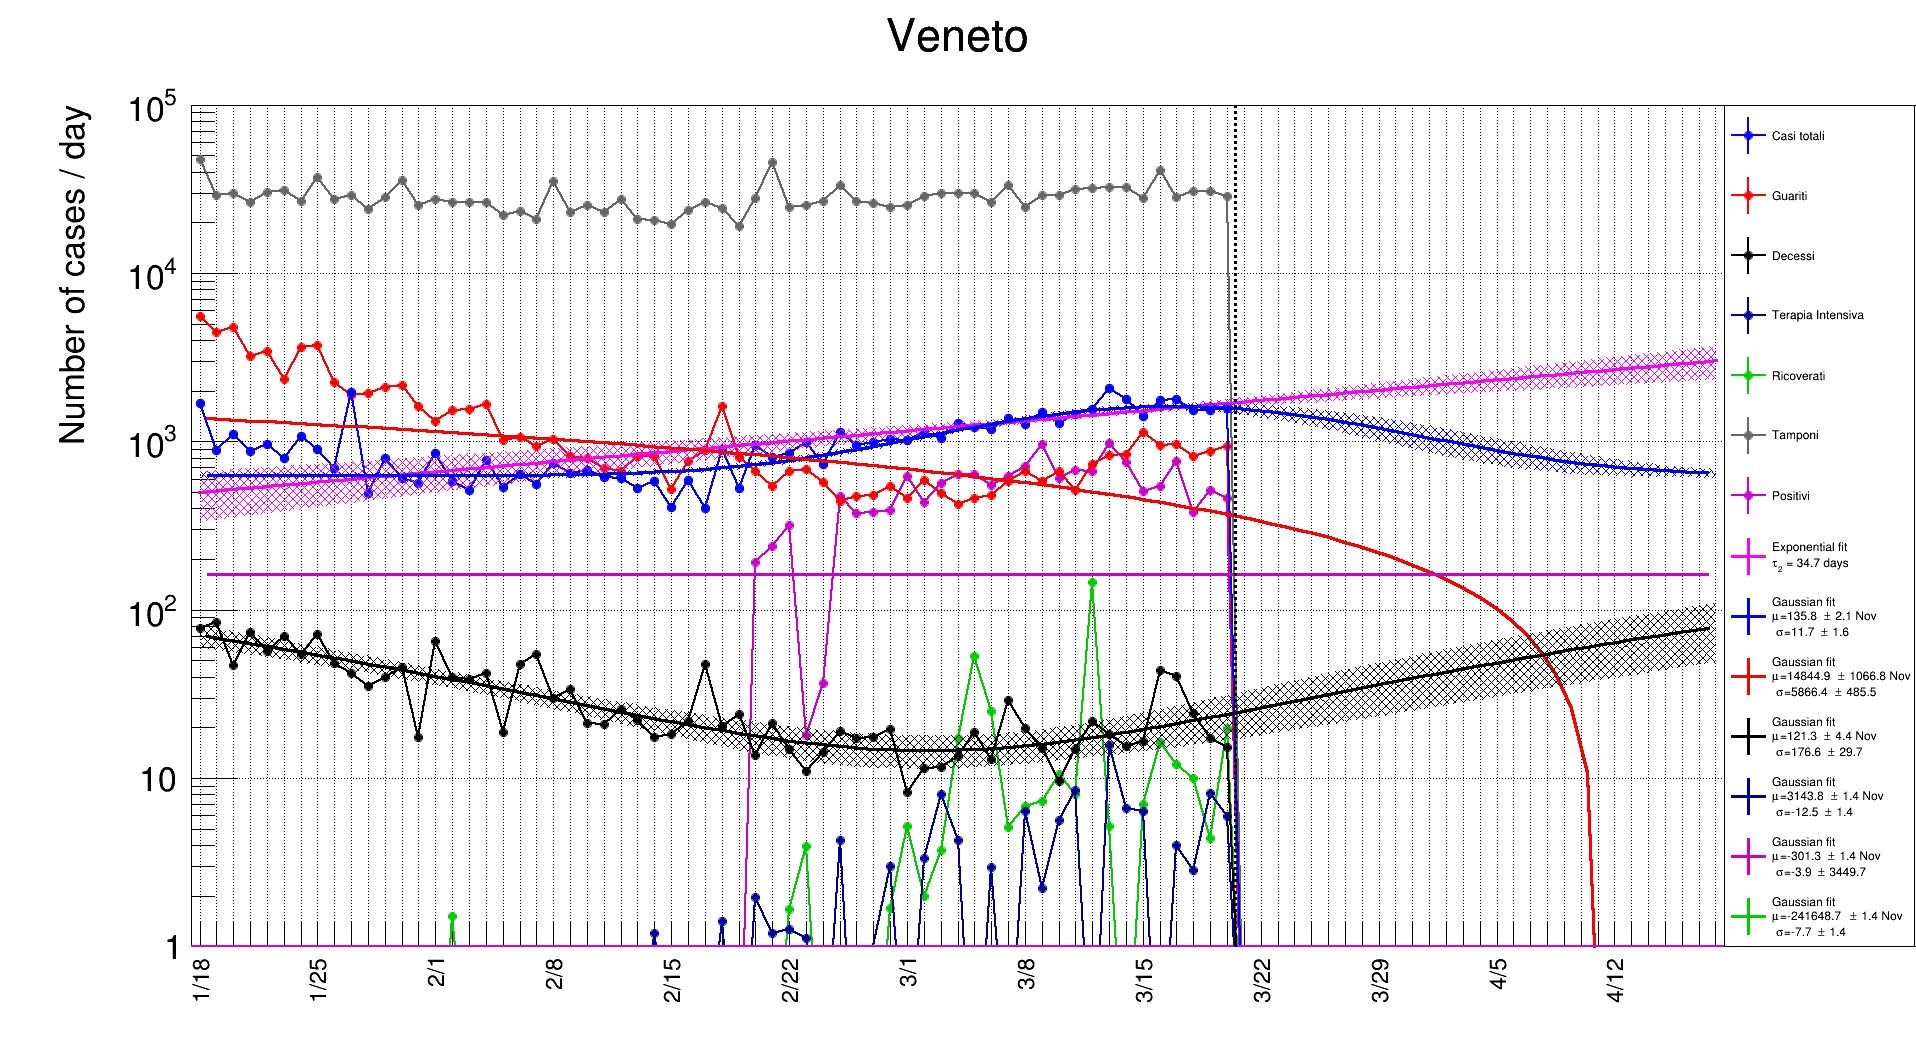 Veneto
Number of cases / day
10^5
10^4
10^3
10^2
10
1
1/18
1/25
2/1
2/8
2/15
2/22
3/1
3/8
3/15
3/22
3/29
4/5
4/12
Casi totali
Guariti
Decessi
Terapia Intensiva
Ricoverati
Tamponi
Positivi
Exponential fit
τ2 = 34.7 days
Gaussian fit
μ=135.8 ± 2.1 Nov
σ=11.7 ± 1.6
Gaussian fit
μ=14844.9 ± 1066.8 Nov
σ=5866.4 ± 485.5
Gaussian fit
μ=121.3 ± 4.4 Nov
σ=176.6 ± 29.7
Gaussian fit
μ=3143.8 ± 1.4 Nov
σ=-12.5 ± 1.4
Gaussian fit
μ=-301.3 ± 1.4 Nov
σ=-3.9 ± 3449.7
Gaussian fit
μ=-241648.7 ± 1.4 Nov
σ=-7.7 ± 1.4